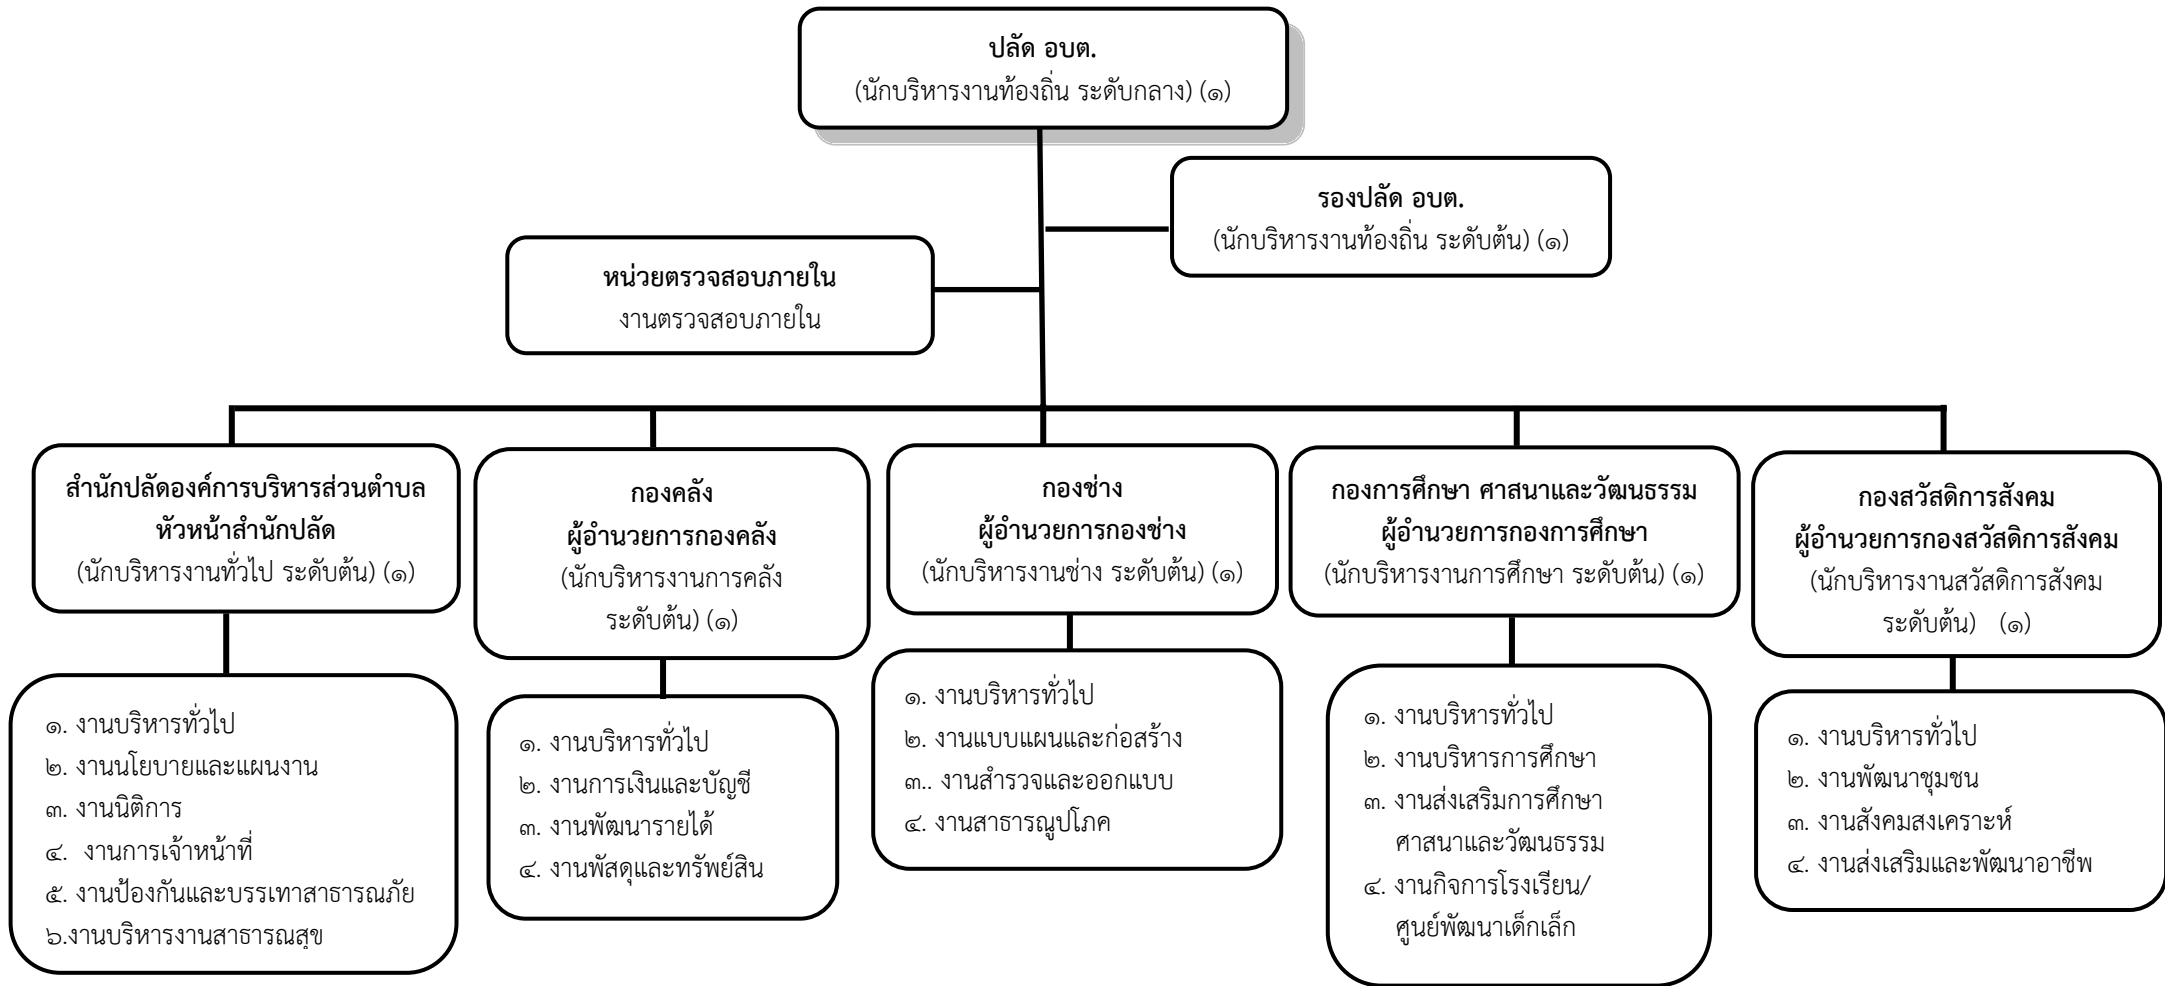 ปลัด อบต.
(นักบริหารงานท้องถิ่น ระดับกลาง) (๑)
รองปลัด อบต.
(นักบริหารงานท้องถิ่น ระดับต้น) (๑)
หน่วยตรวจสอบภายใน
งานตรวจสอบภายใน
สำนักปลัดองค์การบริหารส่วนตำบล
หัวหน้าสำนักปลัด
(นักบริหารงานทั่วไป ระดับต้น) (๑)
กองคลัง
ผู้อำนวยการกองคลัง
(นักบริหารงานการคลัง
ระดับต้น) (๑)
กองช่าง
ผู้อำนวยการกองช่าง
(นักบริหารงานช่าง ระดับต้น) (๑)
กองการศึกษา ศาสนาและวัฒนธรรม
ผู้อำนวยการกองการศึกษา
(นักบริหารงานการศึกษา ระดับต้น) (๑)
กองสวัสดิการสังคม
ผู้อำนวยการกองสวัสดิการสังคม
(นักบริหารงานสวัสดิการสังคม
ระดับต้น) (๑)
๑. งานบริหารทั่วไป
๒. งานนโยบายและแผนงาน
๓. งานนิติการ
๔. งานการเจ้าหน้าที่
๕. งานป้องกันและบรรเทาสาธารณภัย
๖.งานบริหารงานสาธารณสุข
๑. งานบริหารทั่วไป
๒. งานการเงินและบัญชี
๓. งานพัฒนารายได้
๔. งานพัสดุและทรัพย์สิน
๑. งานบริหารทั่วไป
๒. งานแบบแผนและก่อสร้าง
๓.. งานสำรวจและออกแบบ
๔. งานสาธารณูปโภค
๑. งานบริหารทั่วไป
๒. งานบริหารการศึกษา
๓. งานส่งเสริมการศึกษา
ศาสนาและวัฒนธรรม
๔. งานกิจการโรงเรียน/
ศูนย์พัฒนาเด็กเล็ก
๑. งานบริหารทั่วไป
๒. งานพัฒนาชุมชน
๓. งานสังคมสงเคราะห์
๔. งานส่งเสริมและพัฒนาอาชีพ